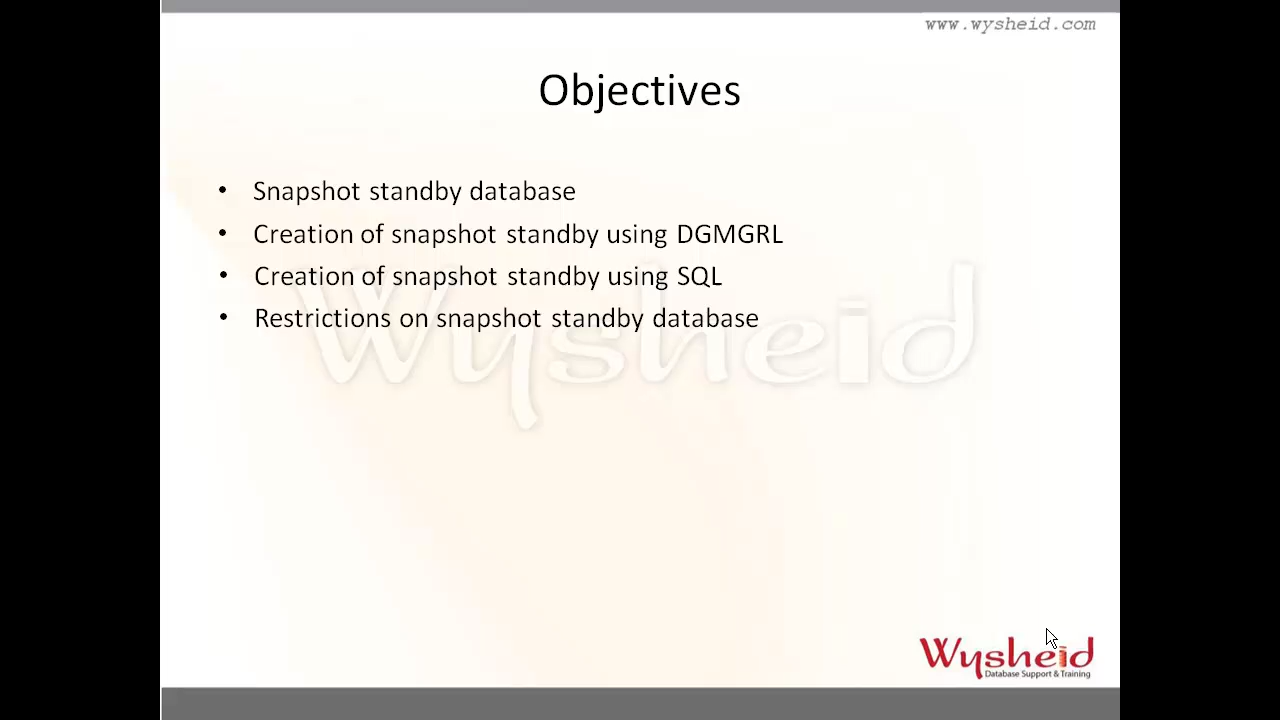 www.wysheid.com
Objectives
• Snapshot standby database
• Creation of snapshot standby using DGMGRL
• Creation of snapshot standby using SQL
• Restrictions on snapshot standby database
Wysheid
Wysheid
Database Support & Training